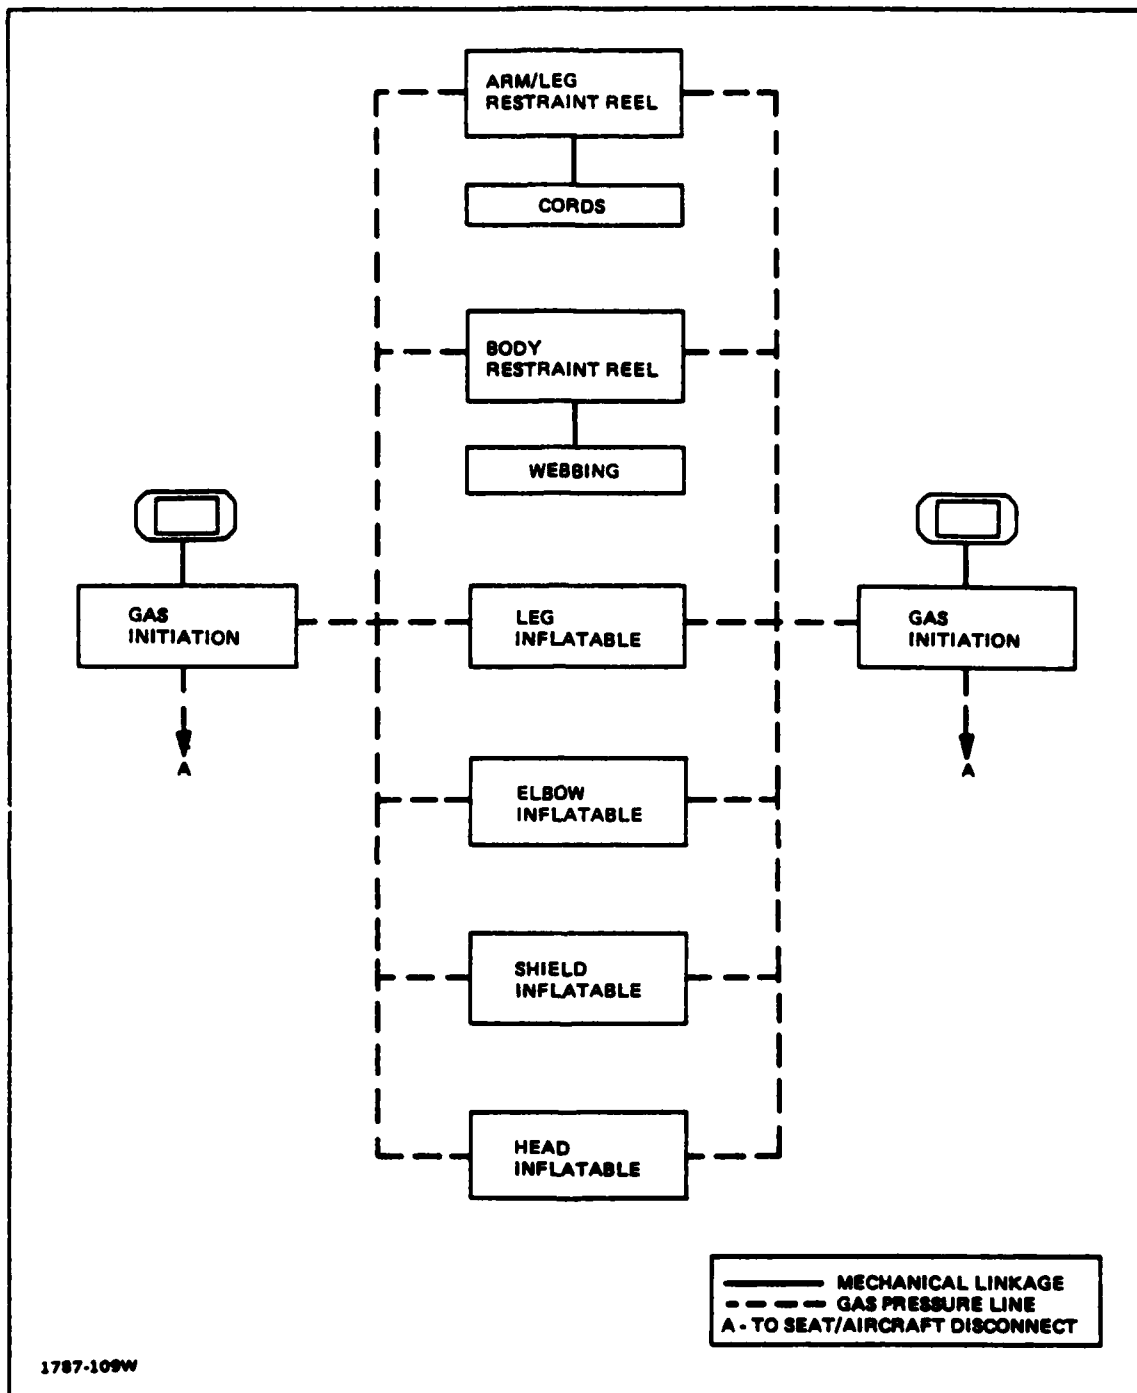 ARM/LEG
RESTRAINT REEL
CORDS
BODY
RESTRAINT REEL
WEBBING
GAS
INITIATION
LEG
INFLATABLE
GAS
INITIATION
A
A
ELBOW
INFLATABLE
SHIELD
INFLATABLE
HEAD
INFLATABLE
MECHANICAL LINKAGE
GAS PRESSURE LINE
A - TO SEAT/AIRCRAFT DISCONNECT
1787-109W